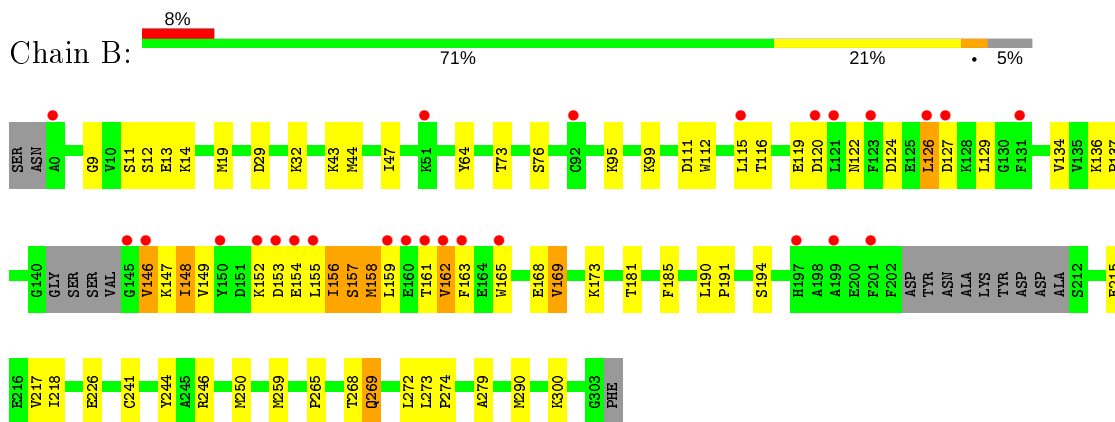 8%
Chain B:
71% 21% • 5%
SER ASN A0 G9 V10 S11 S12 E13 K14 M19 D29 K32 K43 M44 I47 K51 Y64 T73 S76 C92 K95 K99 D111 W112 L115 T116 E119 D120 L121 N122 F123 D124 E125 L126 D127 K128 L129 G130 F131 V134 V135 K136
G140 GLY SER SER VAL G145 V146 K147 I148 V149 Y150 D151 K152 D153 E154 L155 I156 S157 M158 L159 E160 T161 V162 F163 E164 W165 E168 V169 K173 T181 F185 L190 P191 S194 H197 A198 A199 E200 F201 F202 ASP TYR ASN ALA LYS TYR ASP ASP ALA S212
E216 V217 I218 E226 C241 Y244 A245 R246 M250 M259 P265 T268 Q269 L272 L273 P274 A279 M290 K300 G303 PHE